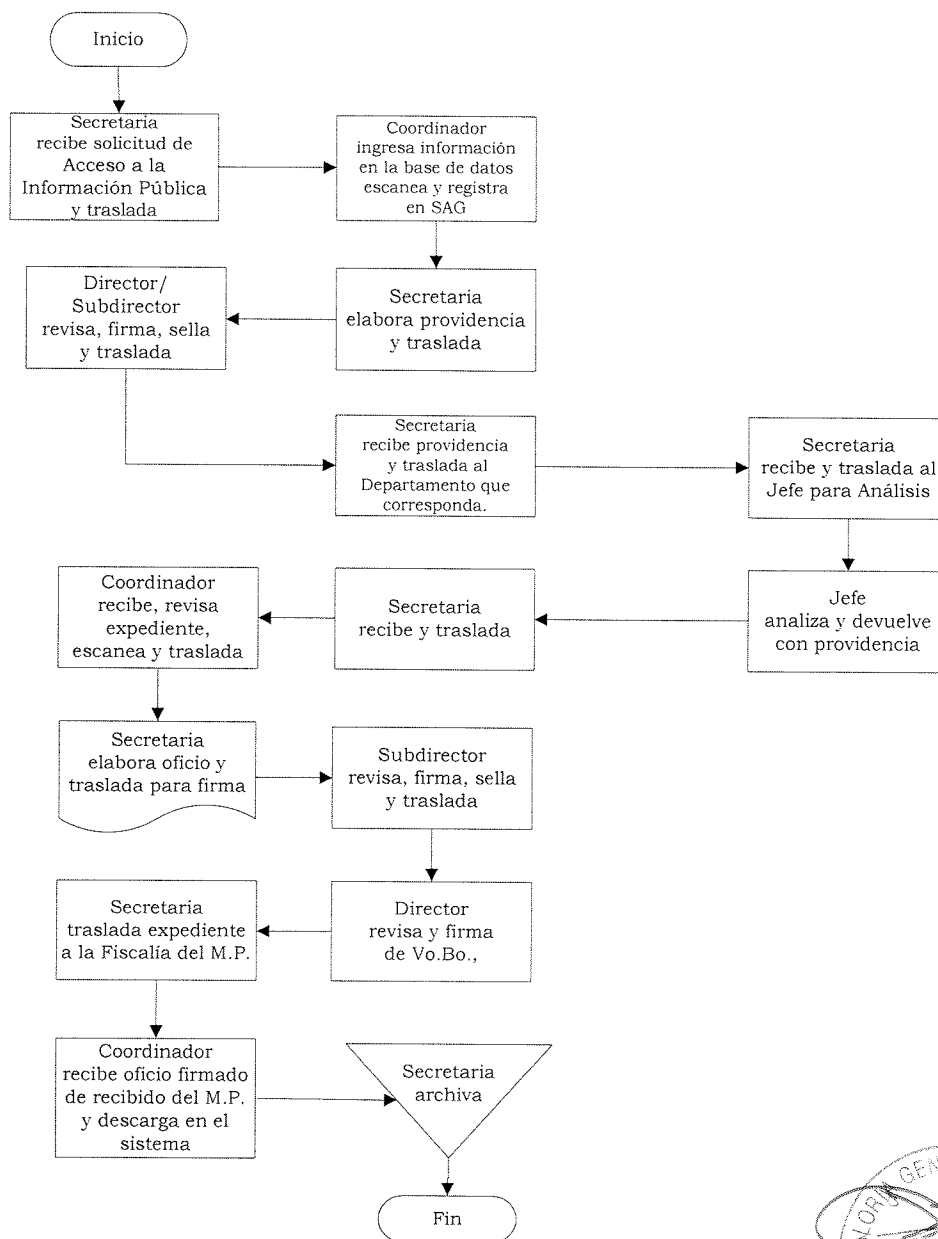 Inicio
Secretaria
recibe solicitud de
Acceso a la
Información Pública
y traslada
Coordinador
ingresa información
en la base de datos
escanea y registra
en SAG
Secretaria
elabora providencia
y traslada
Director/
Subdirector
revisa, firma, sella
y traslada
Secretaria
recibe providencia
y traslada al
Departamento que
corresponda.
Secretaria
recibe y traslada al
Jefe para Análisis
Jefe
analiza y devuelve
con providencia
Secretaria
recibe y traslada
Coordinador
recibe, revisa
expediente,
escanea y traslada
Secretaria
elabora oficio y
traslada para firma
Subdirector
revisa, firma, sella
y traslada
Director
revisa y firma
de Vo.Bo.,
Secretaria
traslada expediente
a la Fiscalía del M.P.
Coordinador
recibe oficio firmado
de recibido del M.P.
y descarga en el
sistema
Secretaria
archiva
Fin